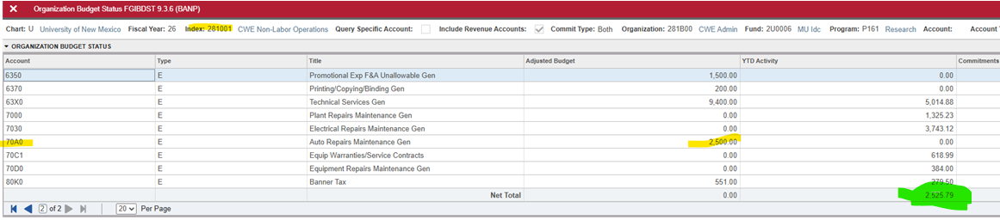 Organization Budget Status FGIBDST 9.3.6 (BANP)
Chart: U University of New Mexico Fiscal Year: 26 Index: 281001 CWE Non-Labor Operations Query Specific Account: Include Revenue Accounts: Commit Type: Both Organization: 281B00 CWE Admin Fund: 2U0006 MU Idc Program: P161 Research Account: Account
ORGANIZATION BUDGET STATUS
Account Type Title Adjusted Budget YTD Activity Commitments
6350 E Promotional Exp F&A Unallowable Gen 1,500.00 0.00
6370 E Printing/Copying/Binding Gen 200.00 0.00
63X0 E Technical Services Gen 9,400.00 5,014.88
7000 E Plant Repairs Maintenance Gen 0.00 1,325.23
7030 E Electrical Repairs Maintenance Gen 0.00 3,743.12
70A0 E Auto Repairs Maintenance Gen 2,500.00 0.00
70C1 E Equip Warranties/Service Contracts 0.00 618.99
70D0 E Equipment Repairs Maintenance Gen 0.00 384.00
80K0 E Banner Tax 551.00 279.50
Net Total 0.00 2,525.79
2 of 2 20 Per Page